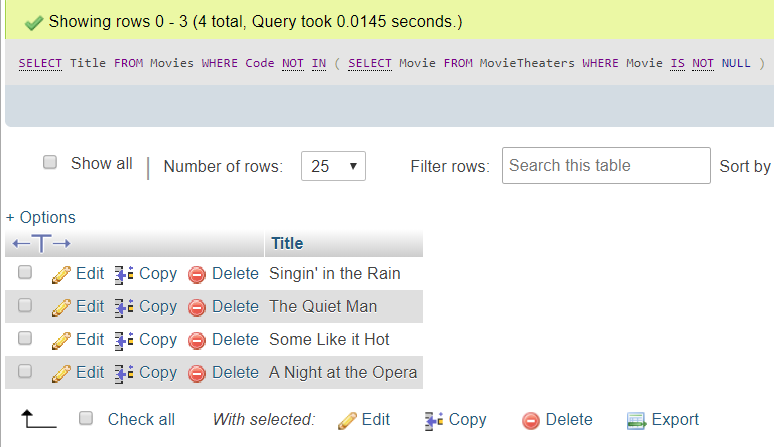 Showing rows 0 - 3 (4 total, Query took 0.0145 seconds.)
SELECT Title FROM Movies WHERE Code NOT IN ( SELECT Movie FROM MovieTheaters WHERE Movie IS NOT NULL )
Show all Number of rows: 25 Filter rows: Search this table Sort by
+ Options
Title
Edit Copy Delete Singin' in the Rain
Edit Copy Delete The Quiet Man
Edit Copy Delete Some Like it Hot
Edit Copy Delete A Night at the Opera
Check all With selected: Edit Copy Delete Export